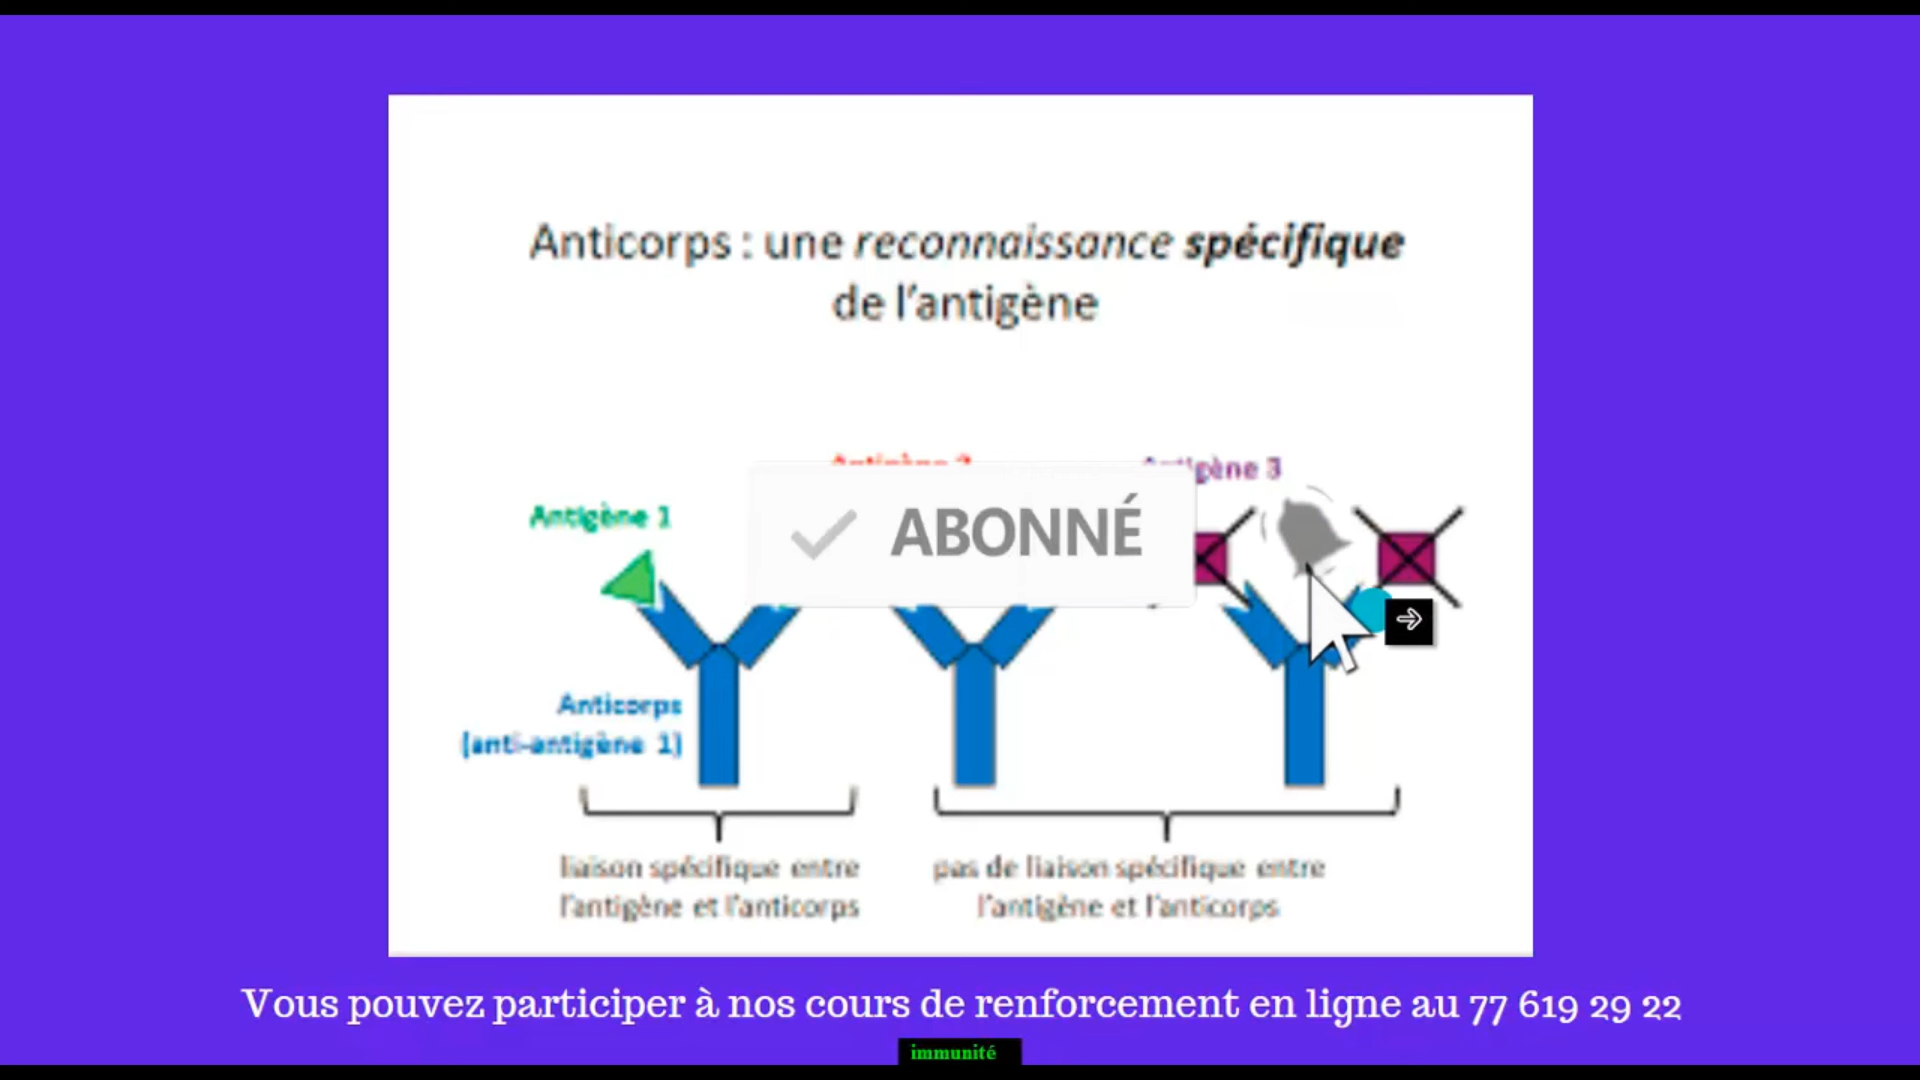 Anticorps : une reconnaissance spécifique
de l'antigène
Antigène 3
Antigène 1
ABONNÉ
Anticorps
(anti-antigène 1)
liaison spécifique entre
l'antigène et l'anticorps
pas de liaison spécifique entre
l'antigène et l'anticorps
Vous pouvez participer à nos cours de renforcement en ligne au 77 619 29 22
immunité